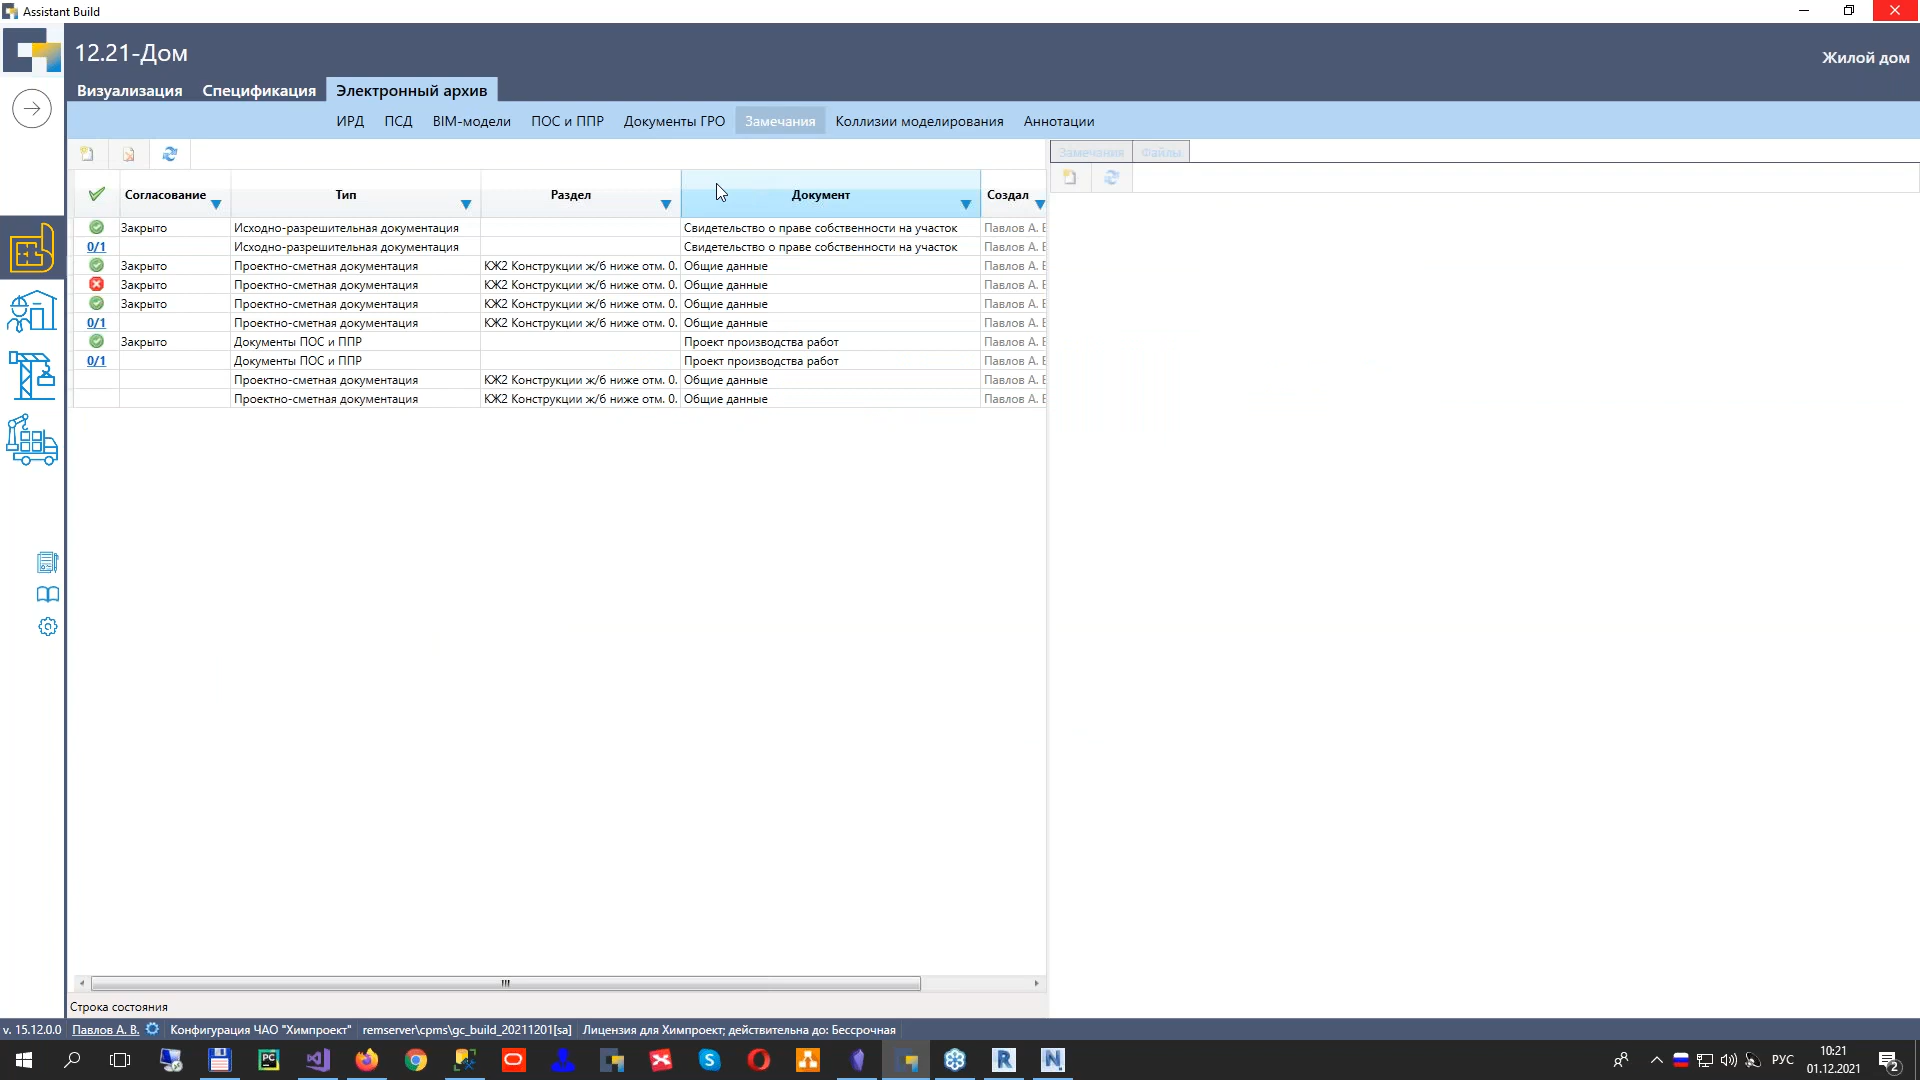 Assistant Build
12.21-Дом
Жилой дом
Визуализация Спецификация Электронный архив
ИРД ПСД BIM-модели ПОС и ППР Документы ГРО Замечания Коллизии моделирования Аннотации
Замечания Файлы
Согласование Тип Раздел Документ Создал
Закрыто Исходно-разрешительная документация Свидетельство о праве собственности на участок Павлов А. В
0/1 Исходно-разрешительная документация Свидетельство о праве собственности на участок Павлов А. В
Закрыто Проектно-сметная документация КЖ2 Конструкции ж/б ниже отм. 0. Общие данные Павлов А. В
Закрыто Проектно-сметная документация КЖ2 Конструкции ж/б ниже отм. 0. Общие данные Павлов А. В
Закрыто Проектно-сметная документация КЖ2 Конструкции ж/б ниже отм. 0. Общие данные Павлов А. В
0/1 Проектно-сметная документация КЖ2 Конструкции ж/б ниже отм. 0. Общие данные Павлов А. В
Закрыто Документы ПОС и ППР Проект производства работ Павлов А. В
0/1 Документы ПОС и ППР Проект производства работ Павлов А. В
Проектно-сметная документация КЖ2 Конструкции ж/б ниже отм. 0. Общие данные Павлов А. В
Проектно-сметная документация КЖ2 Конструкции ж/б ниже отм. 0. Общие данные Павлов А. В
Строка состояния
v. 15.12.0.0 Павлов А. В. Конфигурация ЧАО "Химпроект" remserver\cpms\gc_build_20211201[sa] Лицензия для Химпроект; действительна до: Бессрочная
РУС 10:21
01.12.2021
2